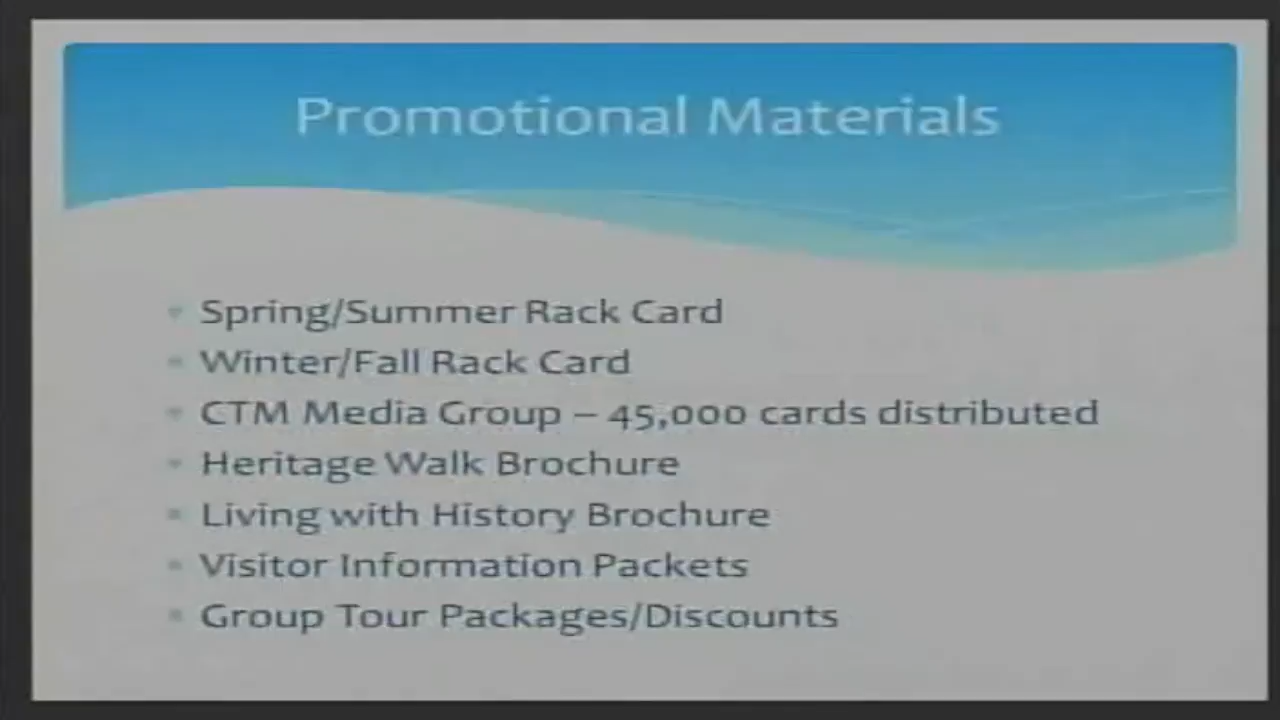 Promotional Materials
Spring/Summer Rack Card
Winter/Fall Rack Card
CTM Media Group – 45,000 cards distributed
Heritage Walk Brochure
Living with History Brochure
Visitor Information Packets
Group Tour Packages/Discounts